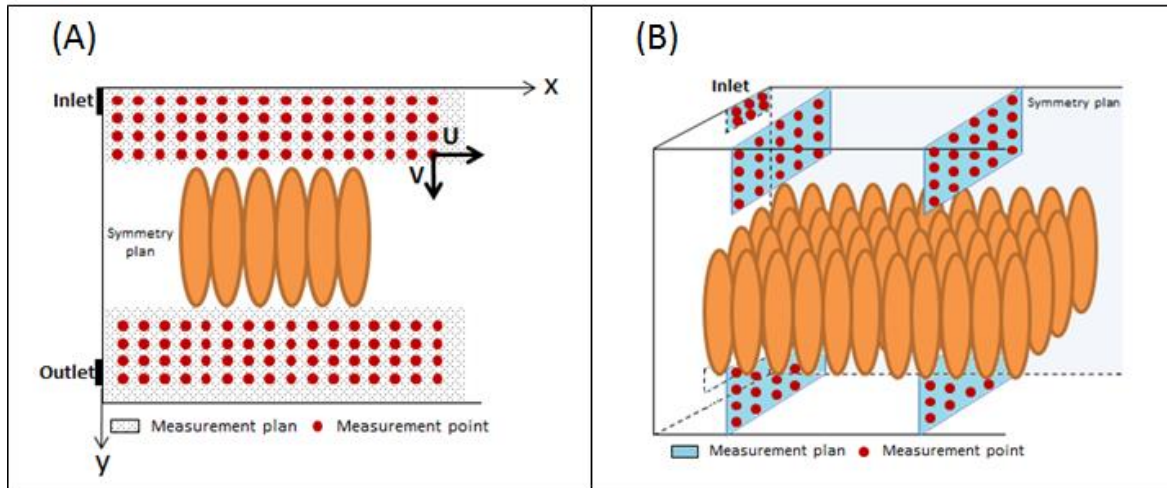 (A)
Inlet
x
U
V
Symmetry
plan
Outlet
Measurement plan
Measurement point
y
(B)
Inlet
Symmetry plan
Measurement plan
Measurement point